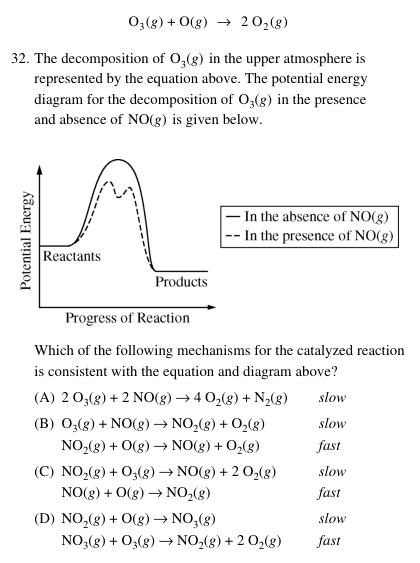 O₃(g) + O(g) → 2 O₂(g)
32. The decomposition of O₃(g) in the upper atmosphere is
represented by the equation above. The potential energy
diagram for the decomposition of O₃(g) in the presence
and absence of NO(g) is given below.
Potential Energy
Reactants
Products
Progress of Reaction
— In the absence of NO(g)
-- In the presence of NO(g)
Which of the following mechanisms for the catalyzed reaction
is consistent with the equation and diagram above?
(A) 2 O₃(g) + 2 NO(g) → 4 O₂(g) + N₂(g) slow
(B) O₃(g) + NO(g) → NO₂(g) + O₂(g) slow
NO₂(g) + O(g) → NO(g) + O₂(g) fast
(C) NO₂(g) + O₃(g) → NO(g) + 2 O₂(g) slow
NO(g) + O(g) → NO₂(g) fast
(D) NO₂(g) + O(g) → NO₃(g) slow
NO₃(g) + O₃(g) → NO₂(g) + 2 O₂(g) fast